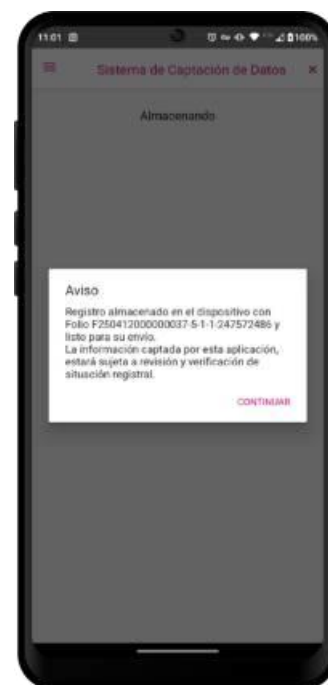 11:01
100%
Sistema de Captación de Datos ×
Almacenando
Aviso
Registro almacenado en el dispositivo con
Folio F250412000000037-5-1-1-247572486 y
listo para su envío.
La información captada por esta aplicación,
estará sujeta a revisión y verificación de
situación registral.
CONTINUAR